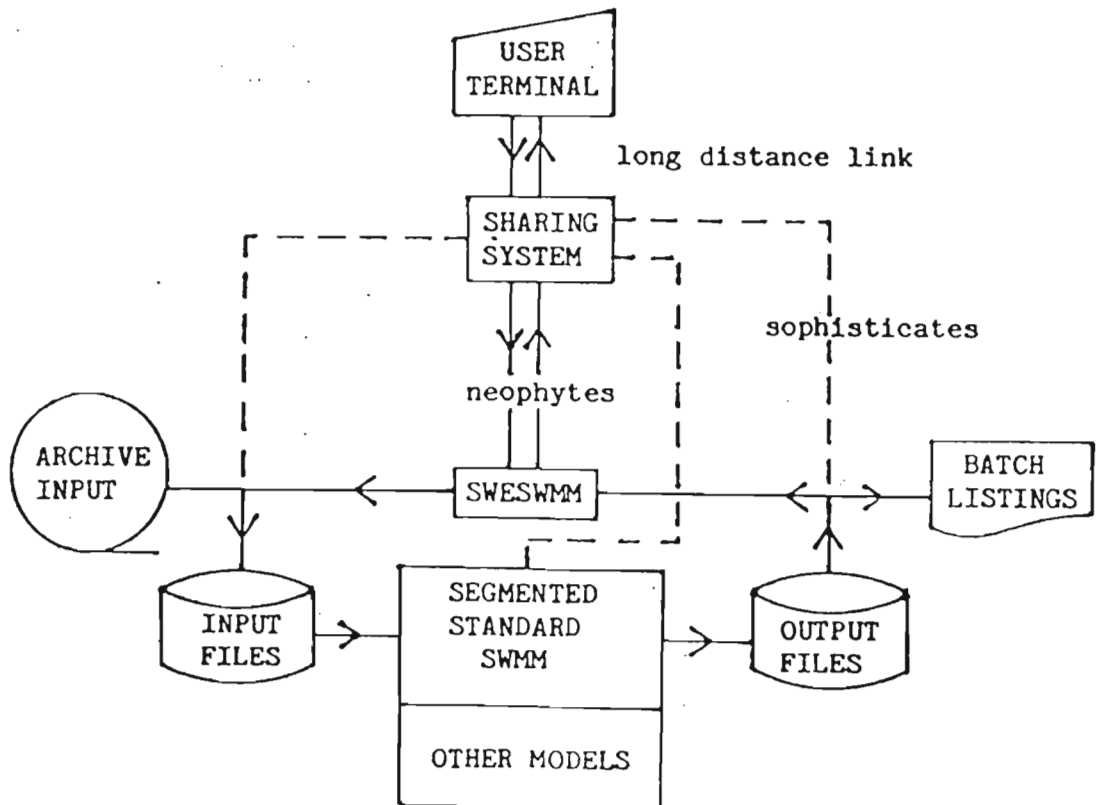 USER
TERMINAL
long distance link
SHARING
SYSTEM
sophisticates
neophytes
ARCHIVE
INPUT
SWESWMM
BATCH
LISTINGS
INPUT
FILES
SEGMENTED
STANDARD
SWMM
OUTPUT
FILES
OTHER MODELS